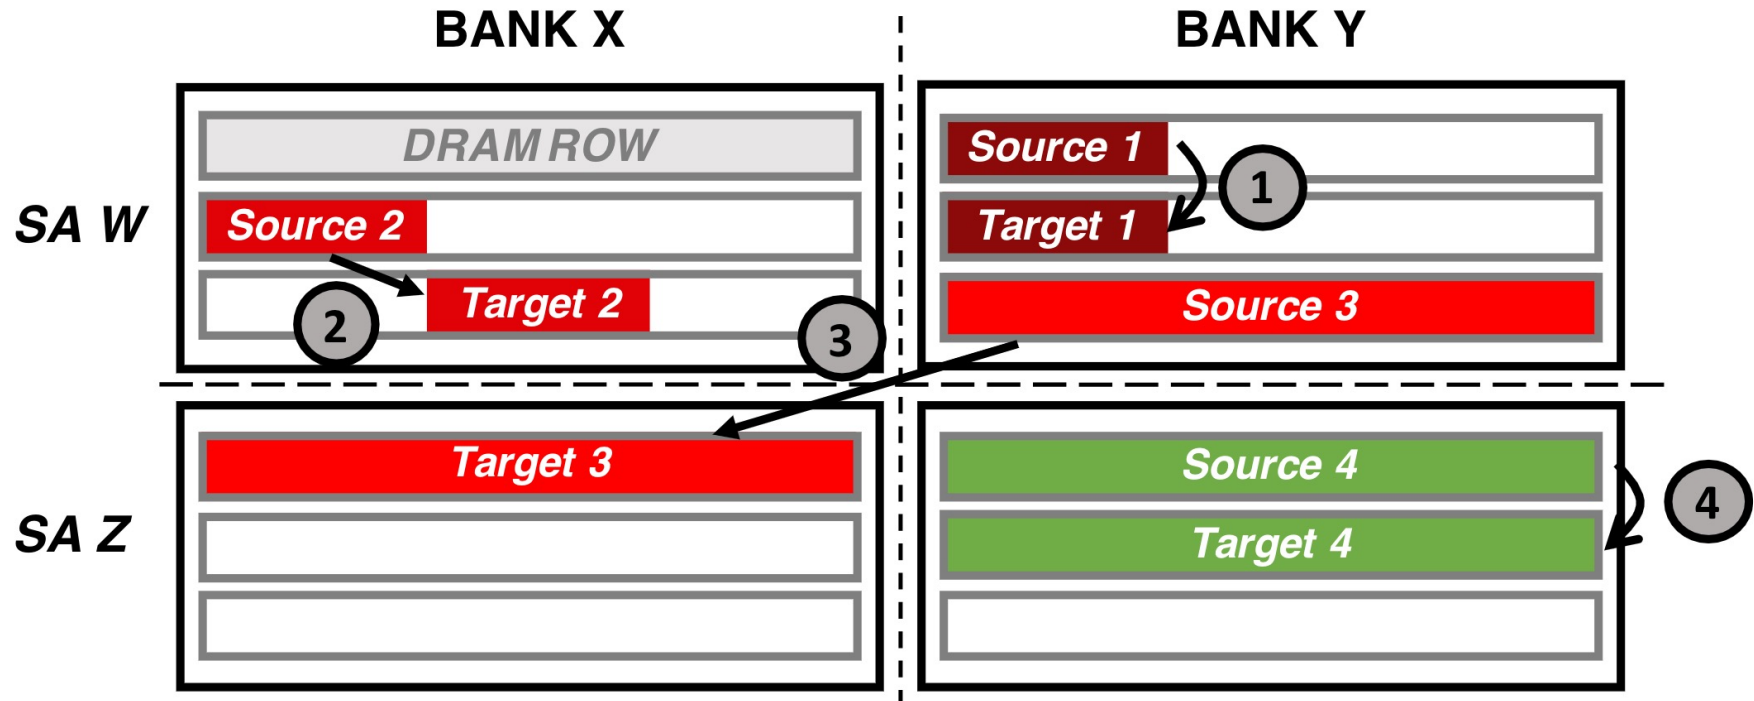 BANK X
BANK Y
SA W
DRAM ROW
Source 2
Target 2
2
3
Source 1
Target 1
1
Source 3
SA Z
Target 3
Source 4
Target 4
4